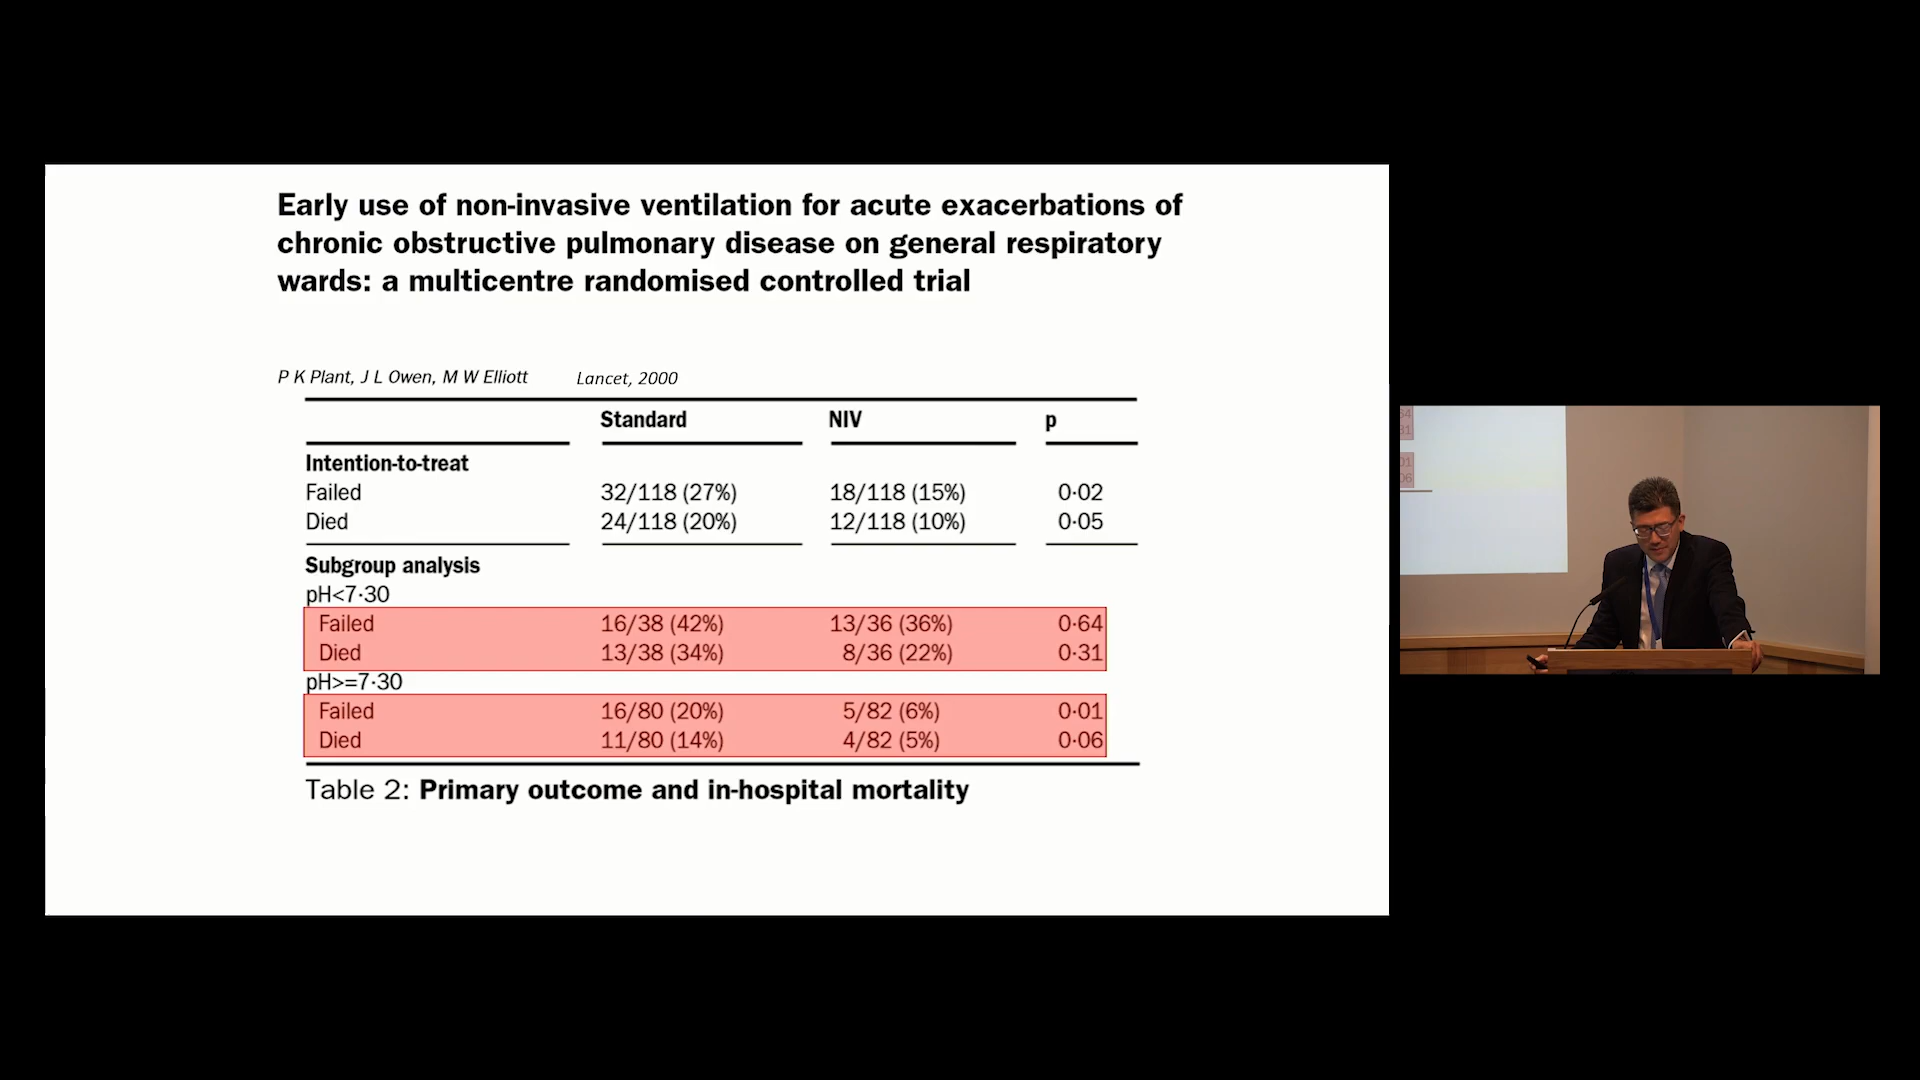 Early use of non-invasive ventilation for acute exacerbations of
chronic obstructive pulmonary disease on general respiratory
wards: a multicentre randomised controlled trial
P K Plant, J L Owen, M W Elliott Lancet, 2000
Standard NIV p
Intention-to-treat
Failed 32/118 (27%) 18/118 (15%) 0·02
Died 24/118 (20%) 12/118 (10%) 0·05
Subgroup analysis
pH<7·30
Failed 16/38 (42%) 13/36 (36%) 0·64
Died 13/38 (34%) 8/36 (22%) 0·31
pH>=7·30
Failed 16/80 (20%) 5/82 (6%) 0·01
Died 11/80 (14%) 4/82 (5%) 0·06
Table 2: Primary outcome and in-hospital mortality
64
31
01
06